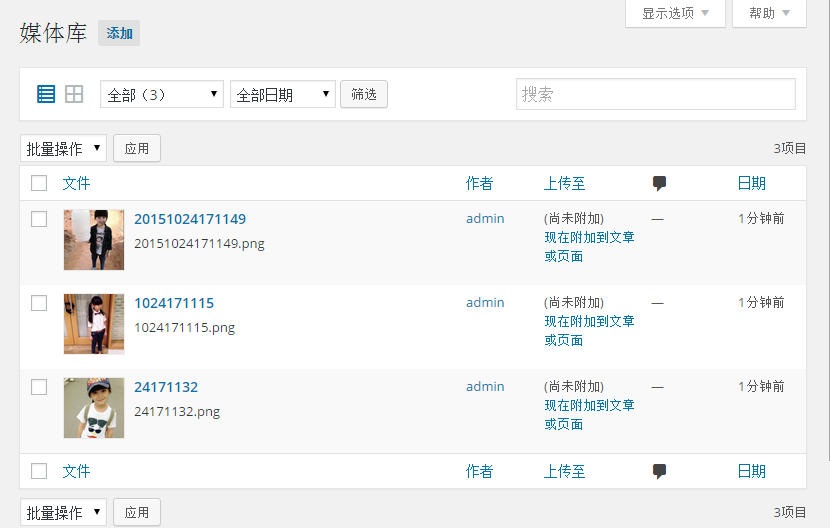 显示选项 帮助
媒体库 添加
全部（3） 全部日期 筛选 搜索
批量操作 应用 3项目
文件 作者 上传至 日期
20151024171149 admin (尚未附加) — 1分钟前
20151024171149.png 现在附加到文章
或页面
1024171115 admin (尚未附加) — 1分钟前
1024171115.png 现在附加到文章
或页面
24171132 admin (尚未附加) — 1分钟前
24171132.png 现在附加到文章
或页面
文件 作者 上传至 日期
批量操作 应用 3项目